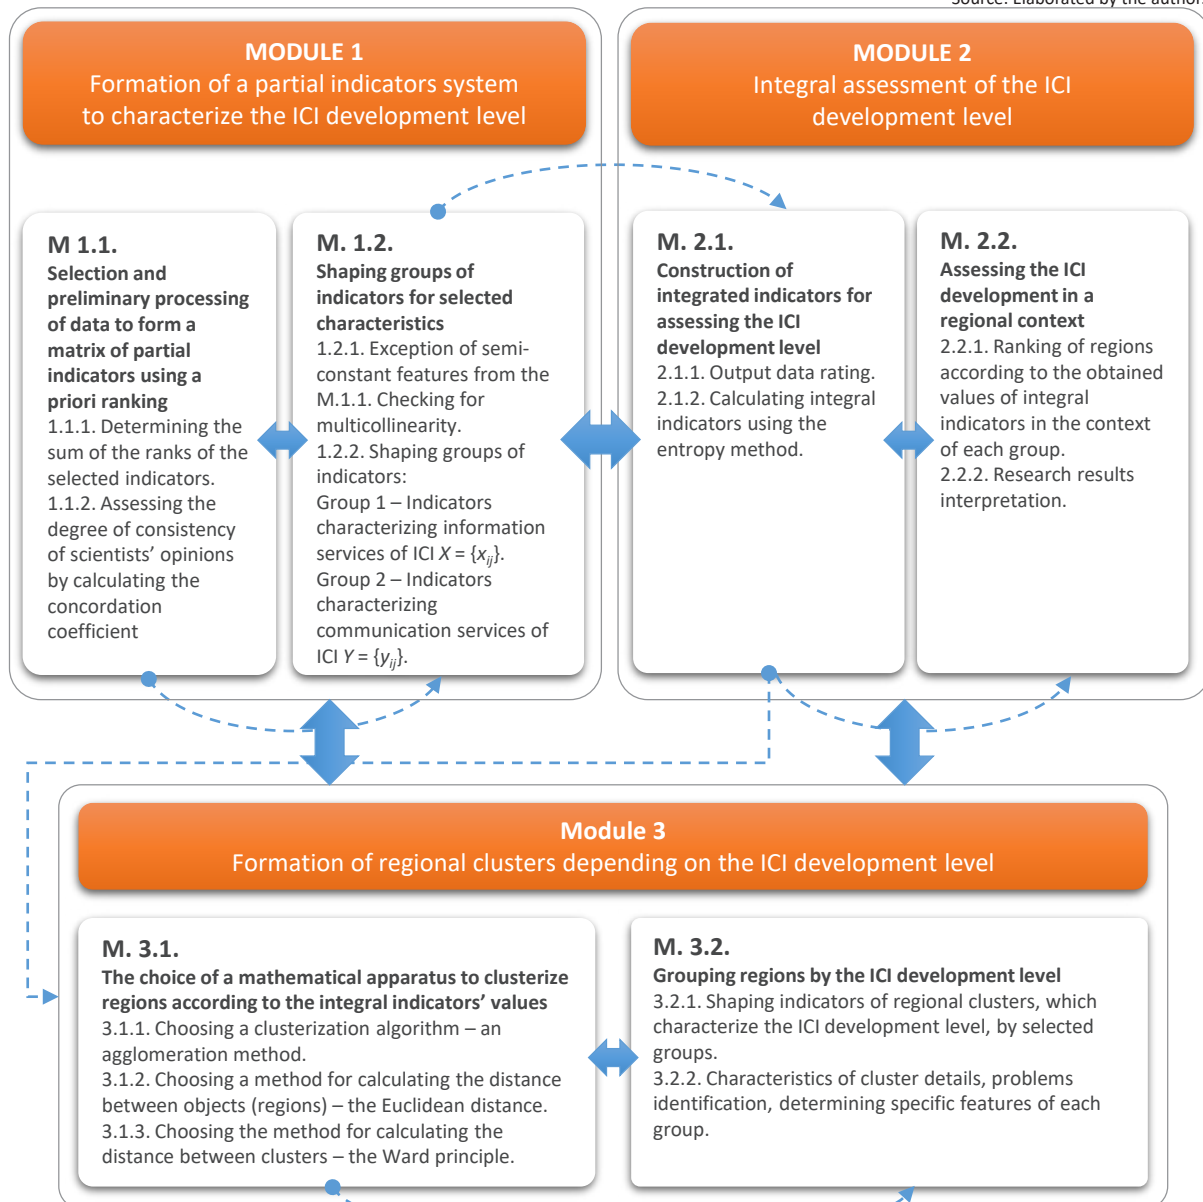 Source: Elaborated by the author.
MODULE 1
Formation of a partial indicators system
to characterize the ICI development level
MODULE 2
Integral assessment of the ICI
development level
M 1.1.
Selection and
preliminary processing
of data to form a
matrix of partial
indicators using a
priori ranking
1.1.1. Determining the
sum of the ranks of the
selected indicators.
1.1.2. Assessing the
degree of consistency
of scientists’ opinions
by calculating the
concordation
coefficient
M. 1.2.
Shaping groups of
indicators for selected
characteristics
1.2.1. Exception of semi-
constant features from the
M.1.1. Checking for
multicollinearity.
1.2.2. Shaping groups of
indicators:
Group 1 – Indicators
characterizing information
services of ICI X = {xij}.
Group 2 – Indicators
characterizing
communication services of
ICI Y = {yij}.
M. 2.1.
Construction of
integrated indicators for
assessing the ICI
development level
2.1.1. Output data rating.
2.1.2. Calculating integral
indicators using the
entropy method.
M. 2.2.
Assessing the ICI
development in a
regional context
2.2.1. Ranking of regions
according to the obtained
values of integral
indicators in the context
of each group.
2.2.2. Research results
interpretation.
Module 3
Formation of regional clusters depending on the ICI development level
M. 3.1.
The choice of a mathematical apparatus to clusterize
regions according to the integral indicators’ values
3.1.1. Choosing a clusterization algorithm – an
agglomeration method.
3.1.2. Choosing a method for calculating the distance
between objects (regions) – the Euclidean distance.
3.1.3. Choosing the method for calculating the
distance between clusters – the Ward principle.
M. 3.2.
Grouping regions by the ICI development level
3.2.1. Shaping indicators of regional clusters, which
characterize the ICI development level, by selected
groups.
3.2.2. Characteristics of cluster details, problems
identification, determining specific features of each
group.